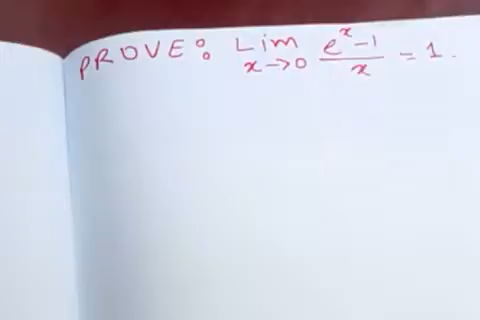 PROVE: Lim x→0 e^x-1/x = 1.